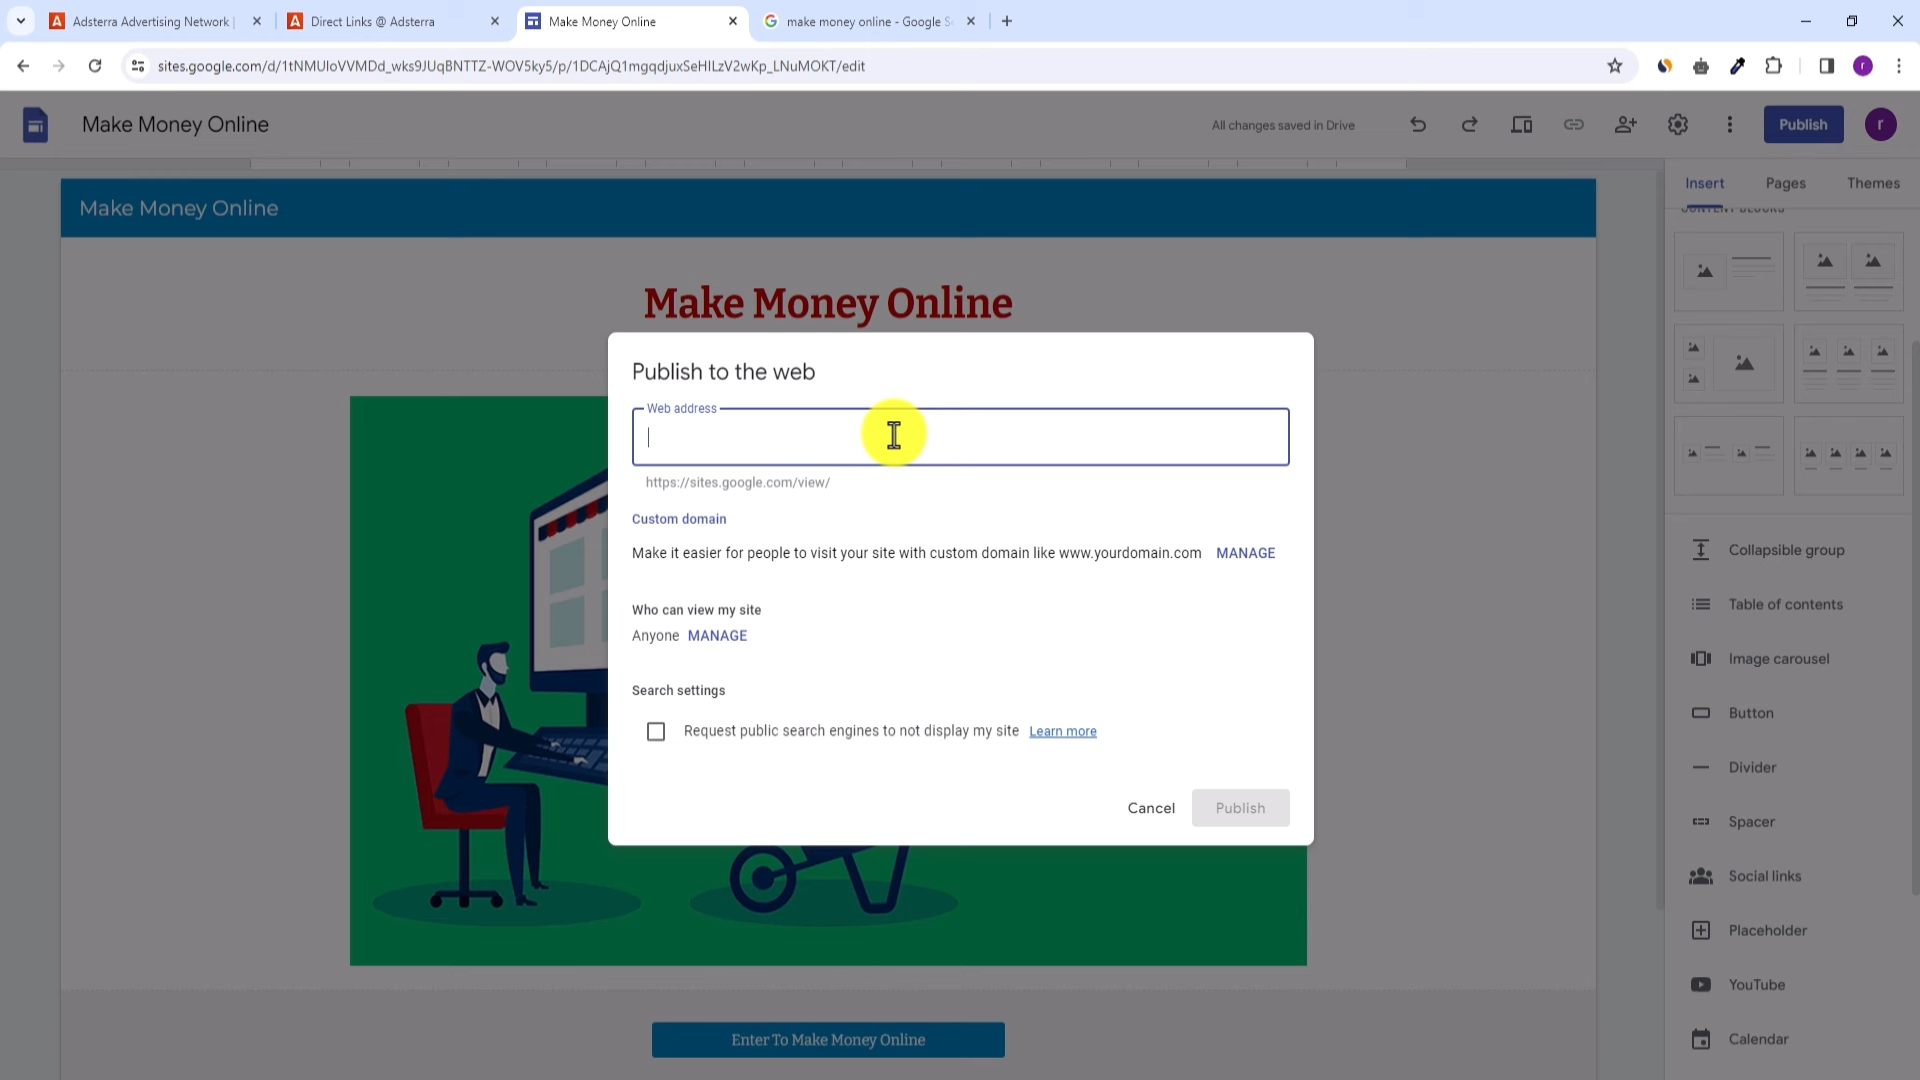 Adsterra Advertising Network |
Direct Links @ Adsterra
Make Money Online
make money online - Google S
sites.google.com/d/1tNMUIoVVMDd_wks9JUqBNTTZ-WOV5ky5/p/1DCAjQ1mgqdjuxSeHILzV2wKp_LNuMOKT/edit
r
Make Money Online
All changes saved in Drive
Publish
r
Insert
Pages
Themes
Make Money Online
CONTENT BLOCKS
Make Money Online
Publish to the web
Web address
https://sites.google.com/view/
Custom domain
Make it easier for people to visit your site with custom domain like www.yourdomain.com MANAGE
Who can view my site
Anyone MANAGE
Search settings
Request public search engines to not display my site Learn more
Cancel
Publish
Collapsible group
Table of contents
Image carousel
Button
Divider
Spacer
Social links
Placeholder
YouTube
Calendar
Enter To Make Money Online